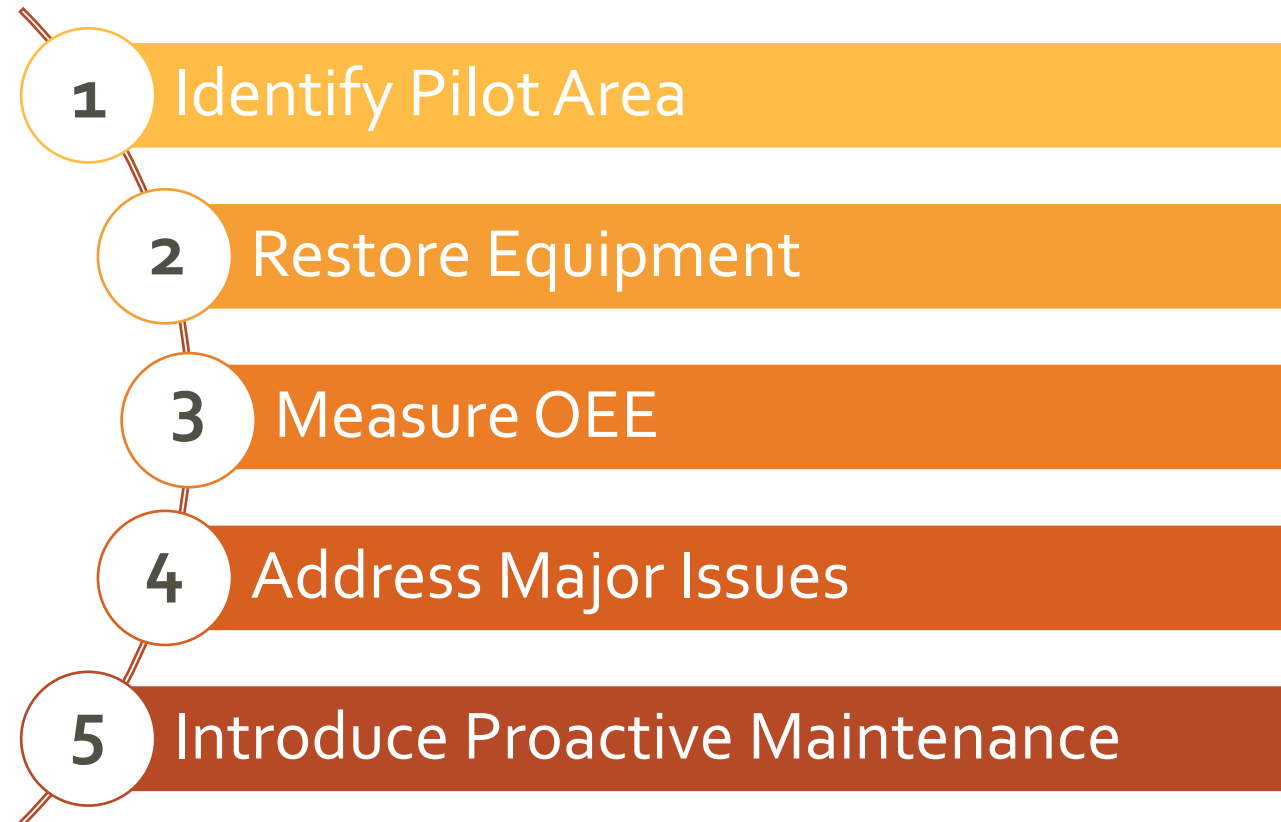 1 Identify Pilot Area
2 Restore Equipment
3 Measure OEE
4 Address Major Issues
5 Introduce Proactive Maintenance